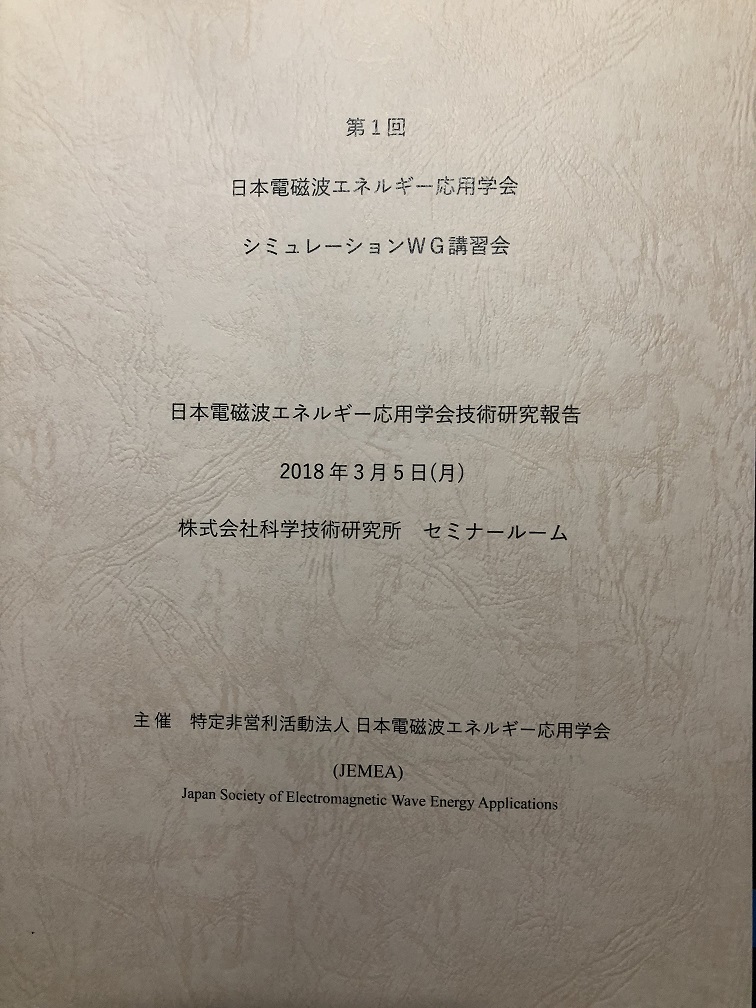 第1回
日本電磁波エネルギー応用学会
シミュレーションWG講習会
日本電磁波エネルギー応用学会技術研究報告
2018年3月5日(月)
株式会社科学技術研究所　セミナールーム
主催　特定非営利活動法人 日本電磁波エネルギー応用学会
(JEMEA)
Japan Society of Electromagnetic Wave Energy Applications